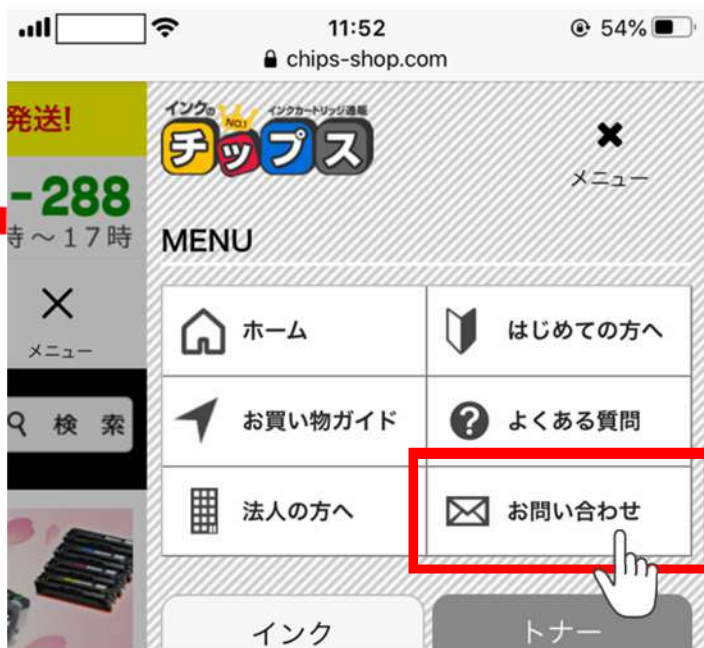 11:52
54%
chips-shop.com
発送!
-288
時～17時
メニュー
検 索
インクの
NO.1
インクカートリッジ通販
チップス
メニュー
MENU
ホーム
はじめての方へ
お買い物ガイド
よくある質問
法人の方へ
お問い合わせ
インク
トナー